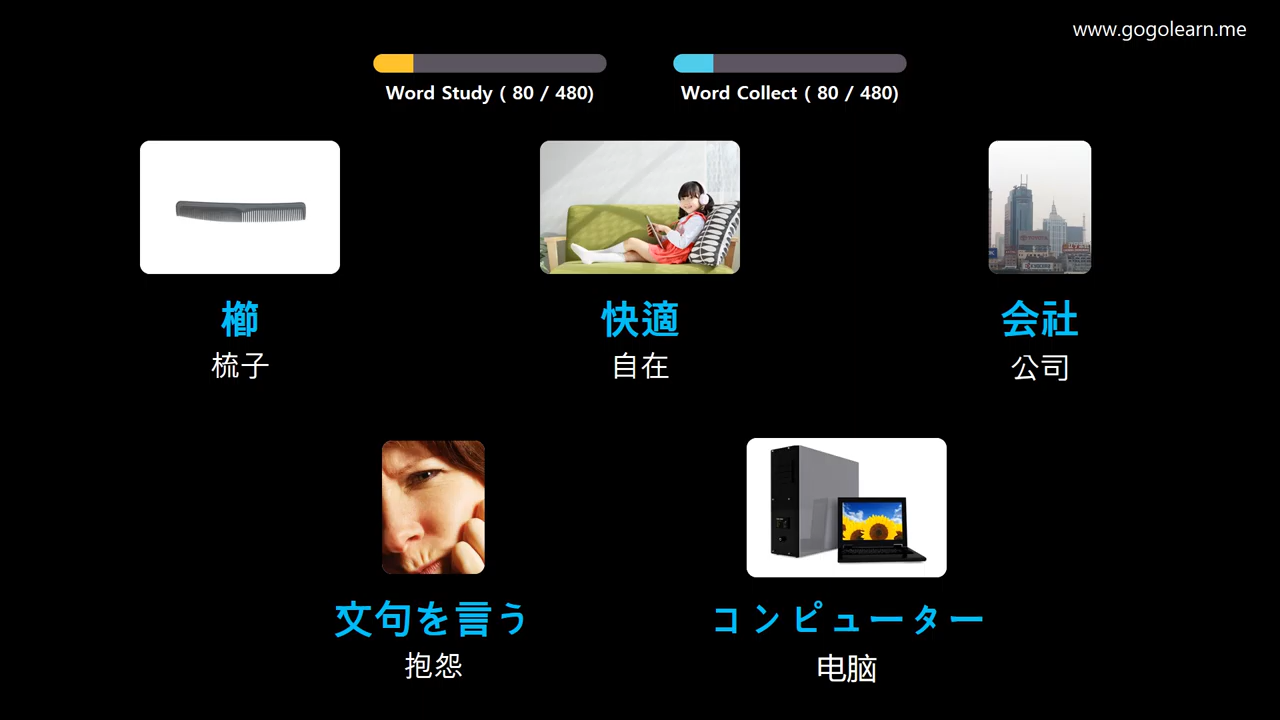 www.gogolearn.me
Word Study ( 80 / 480)
Word Collect ( 80 / 480)
櫛
梳子
快適
自在
会社
公司
文句を言う
抱怨
コンピューター
电脑